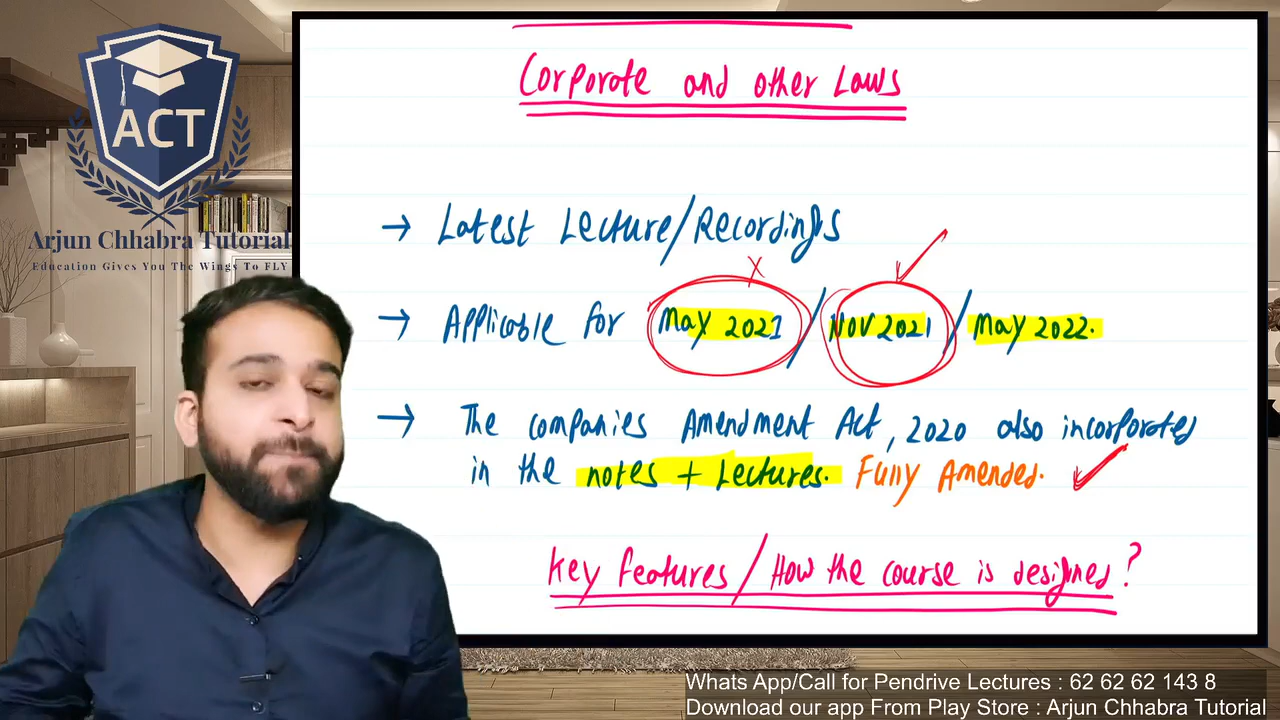 ACT
Arjun Chhabra Tutorial
Education Gives You The Wings To FLY
Corporate and other Laws
→ Latest Lecture/Recordings
→ Applicable for May 2021 / Nov 2021 / May 2022.
→ The companies Amendment Act, 2020 also incorporated
in the notes + Lectures. Fully Amended.
Key Features / How the course is designed?
Whats App/Call for Pendrive Lectures : 62 62 62 143 8
Download our app From Play Store : Arjun Chhabra Tutorial